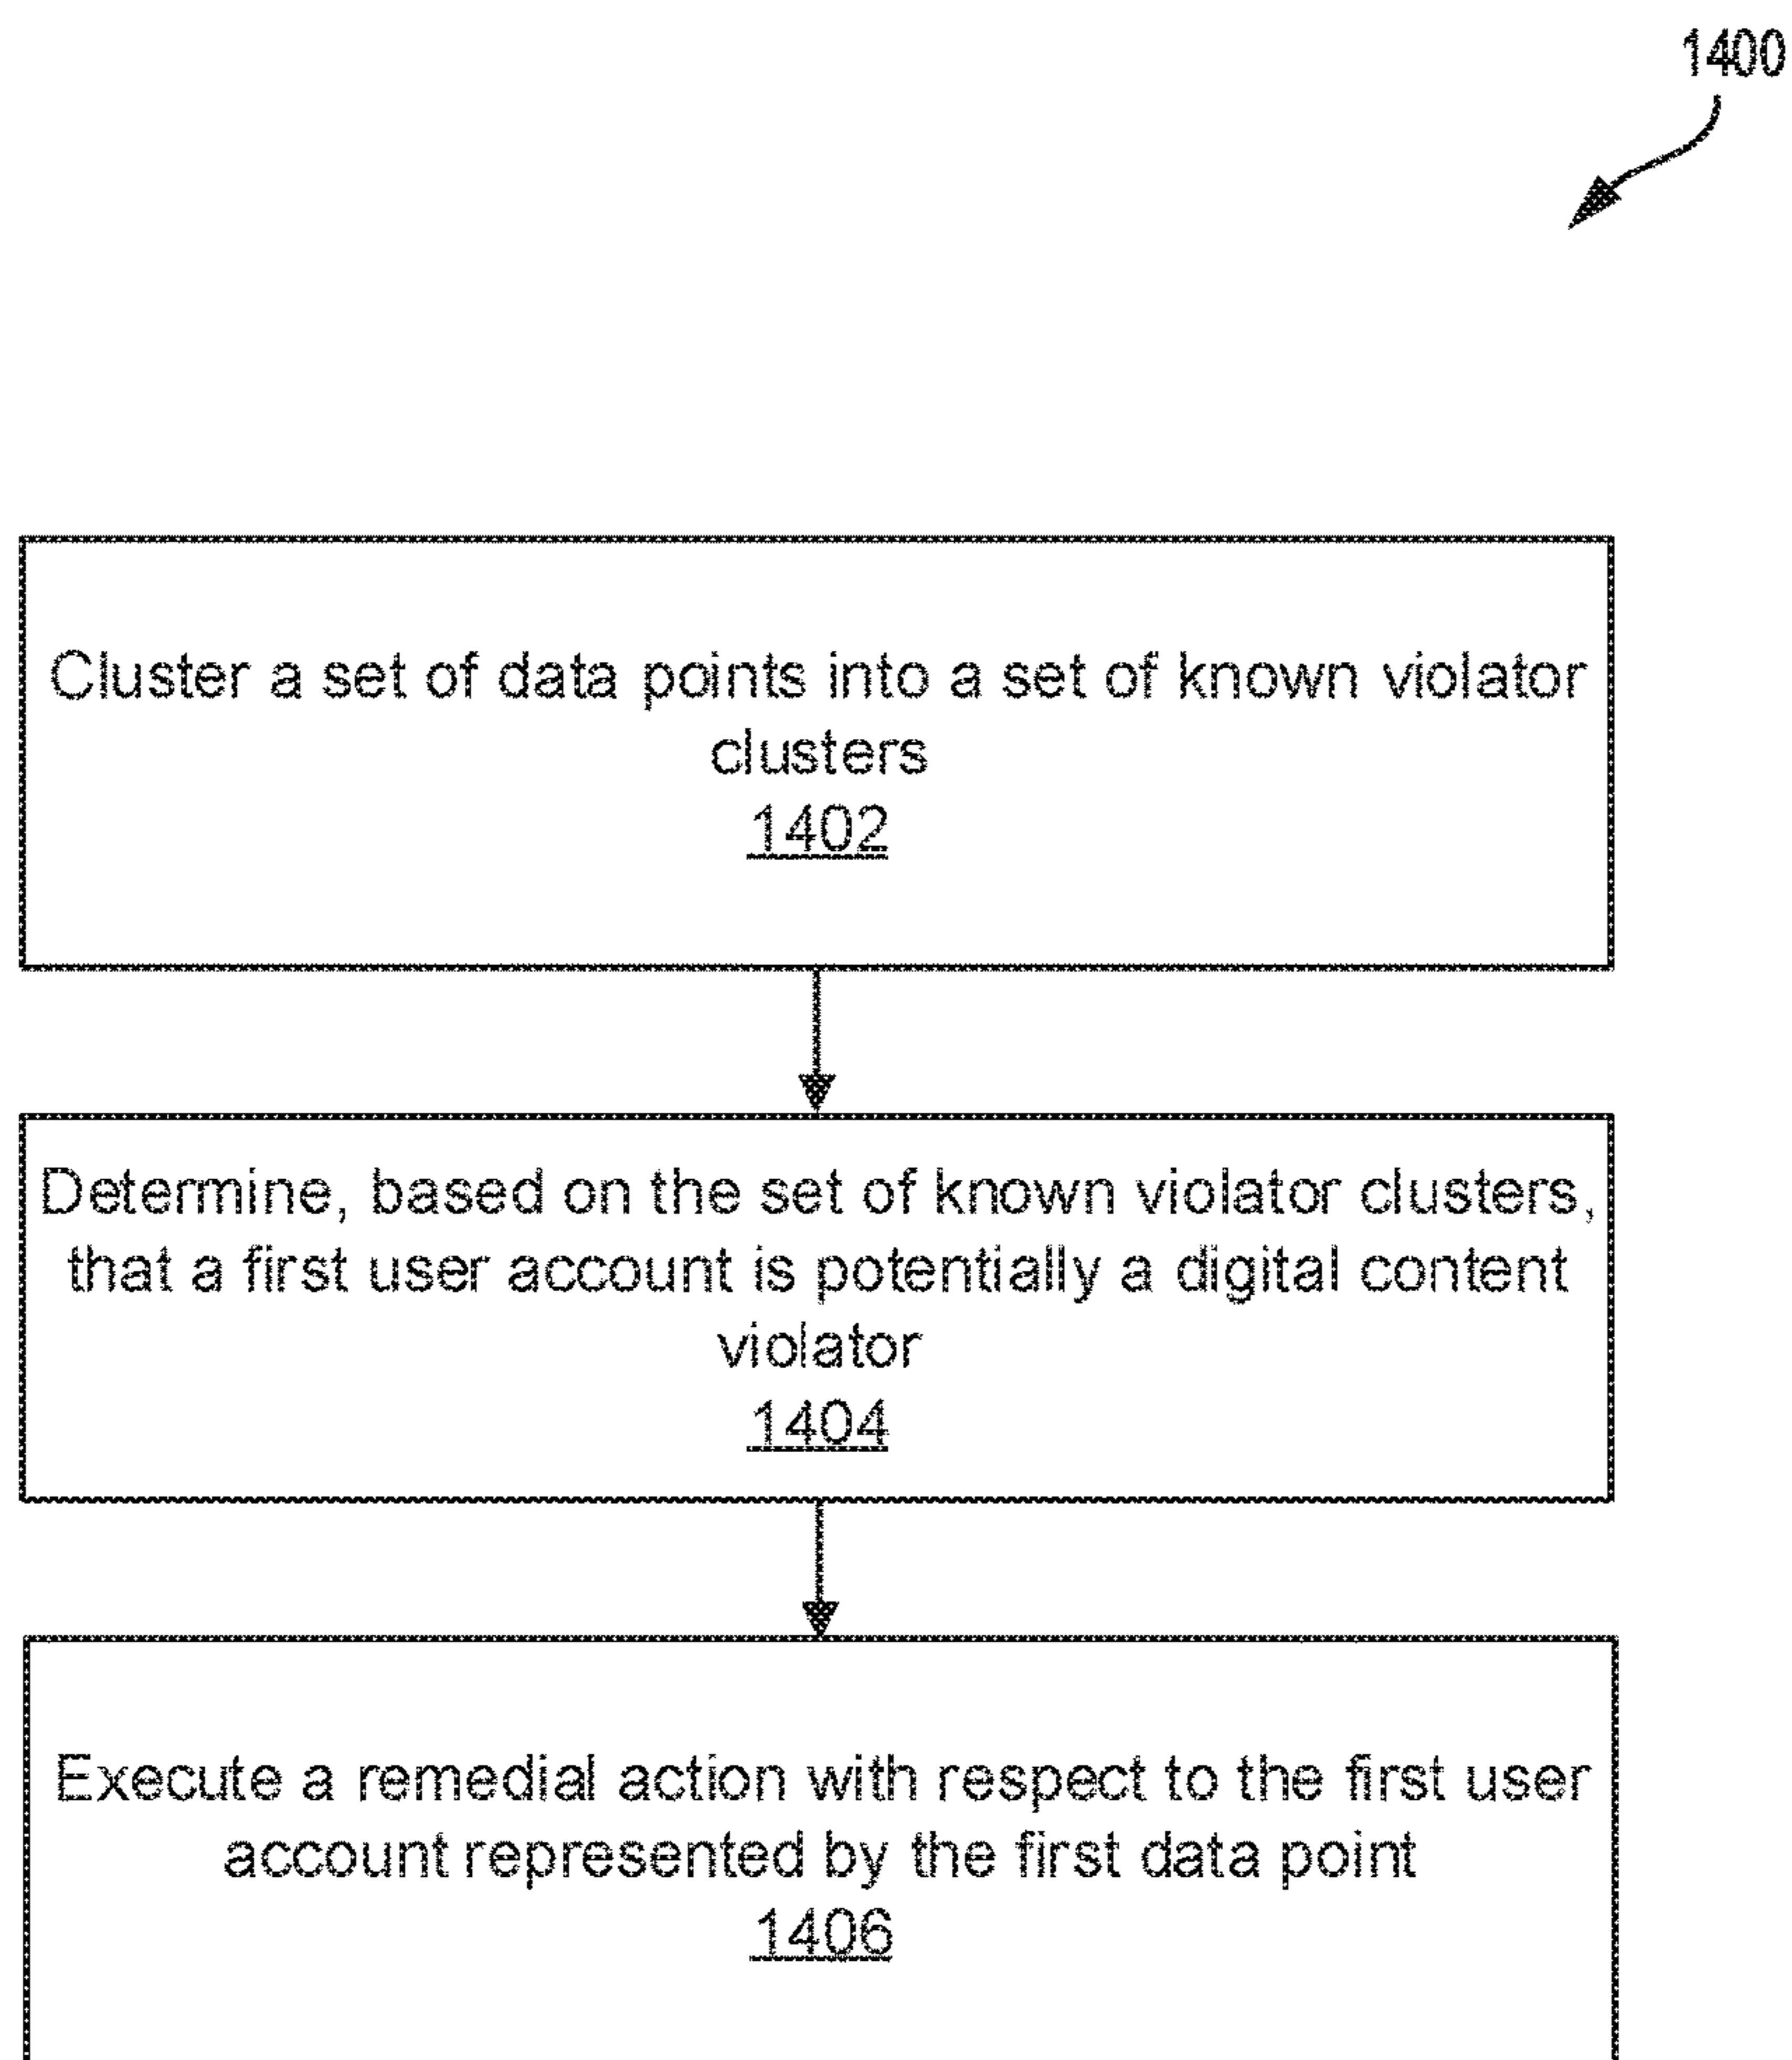 1400
Cluster a set of data points into a set of known violator
clusters
1402
Determine, based on the set of known violator clusters,
that a first user account is potentially a digital content
violator
1404
Execute a remedial action with respect to the first user
account represented by the first data point
1406